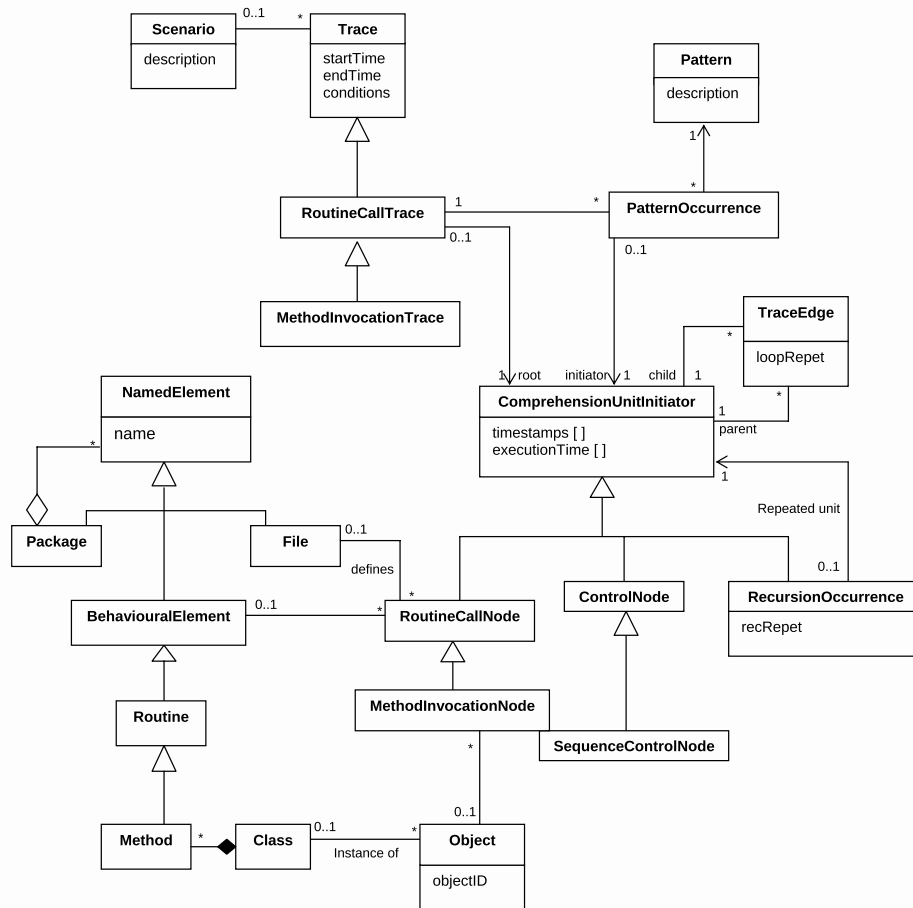 0..1
*
Scenario
Trace
description
startTime
endTime
conditions
Pattern
description
1
*
RoutineCallTrace
1
*
PatternOccurrence
0..1
0..1
MethodInvocationTrace
TraceEdge
*
loopRepet
1 root
initiator 1
child 1
*
NamedElement
name
*
ComprehensionUnitInitiator
timestamps [ ]
executionTime [ ]
1
parent
1
Repeated unit
0..1
Package
File
0..1
defines
*
BehaviouralElement
0..1
*
RoutineCallNode
ControlNode
RecursionOccurrence
recRepet
MethodInvocationNode
Routine
*
SequenceControlNode
0..1
Method
*
Class
0..1
*
Instance of
Object
objectID